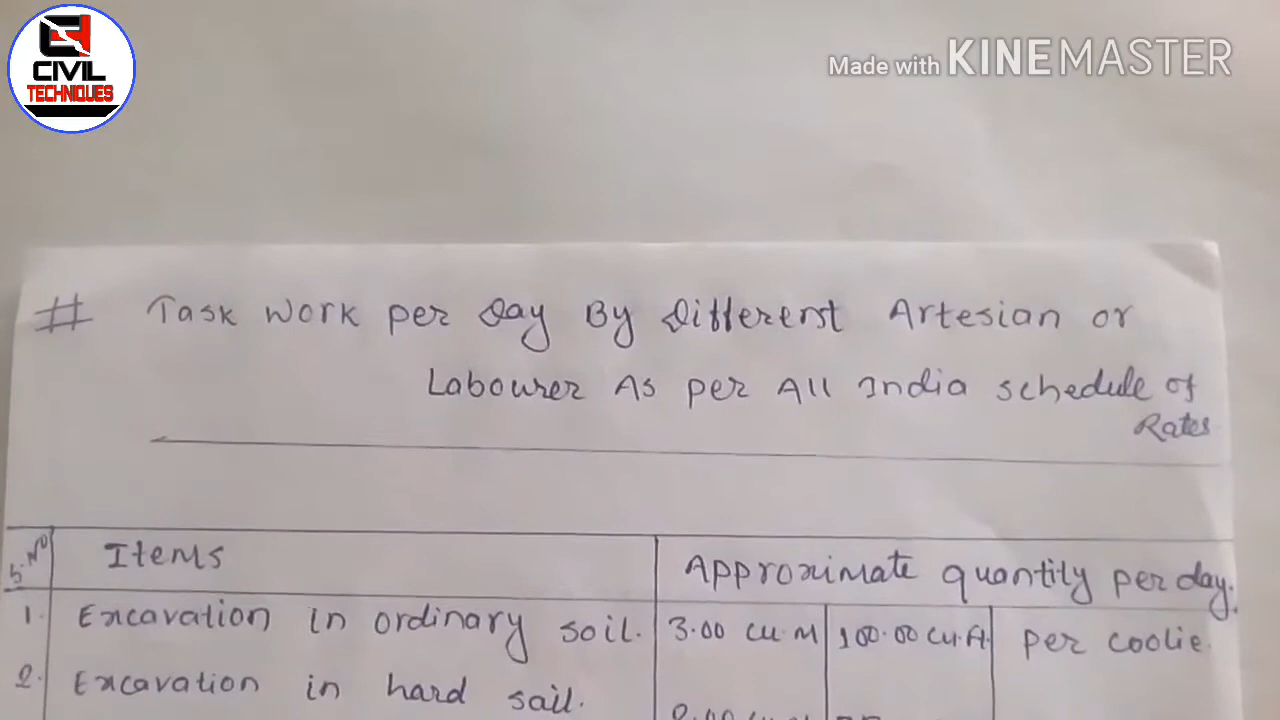 CIVIL
TECHNIQUES
Made with KINEMASTER
# Task Work per day By Different Artesian or
Labourer As per All India schedule of
Rates
S.No Items Approximate quantity per day.
1. Excavation in ordinary soil. 3.00 cu.M 100.00 cu.ft. per coolie.
2. Excavation in hard sail.